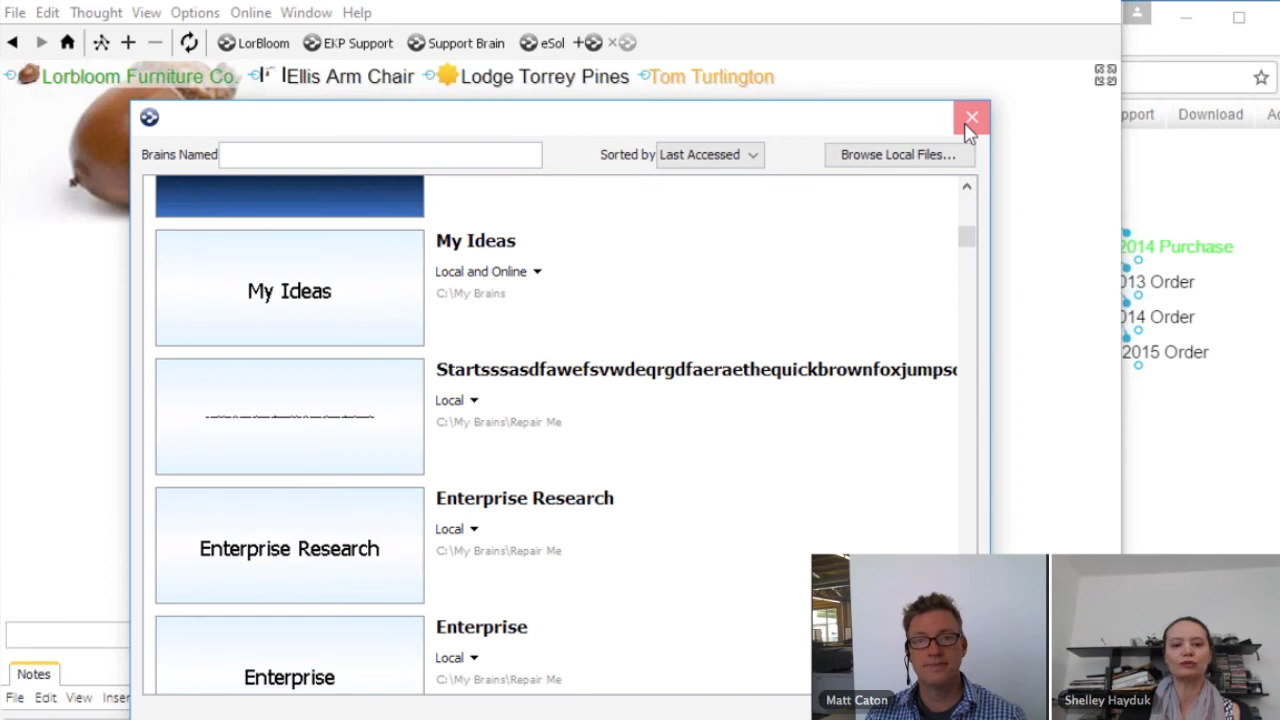 File Edit Thought View Options Online Window Help
LorBloom EKP Support Support Brain eSol
Lorbloom Furniture Co. Ellis Arm Chair Lodge Torrey Pines Tom Turlington
pport Download
Brains Named Sorted by Last Accessed Browse Local Files...
My Ideas
My Ideas
Local and Online
C:\My Brains
Startsssasdfawefsvwdeqrgdfaeraethequickbrownfoxjumpso
Local
C:\My Brains\Repair Me
Enterprise Research
Enterprise Research
Local
C:\My Brains\Repair Me
Enterprise
Enterprise
Local
C:\My Brains\Repair Me
2014 Purchase
013 Order
014 Order
2015 Order
Notes
File Edit View Inser
Matt Caton
Shelley Hayduk